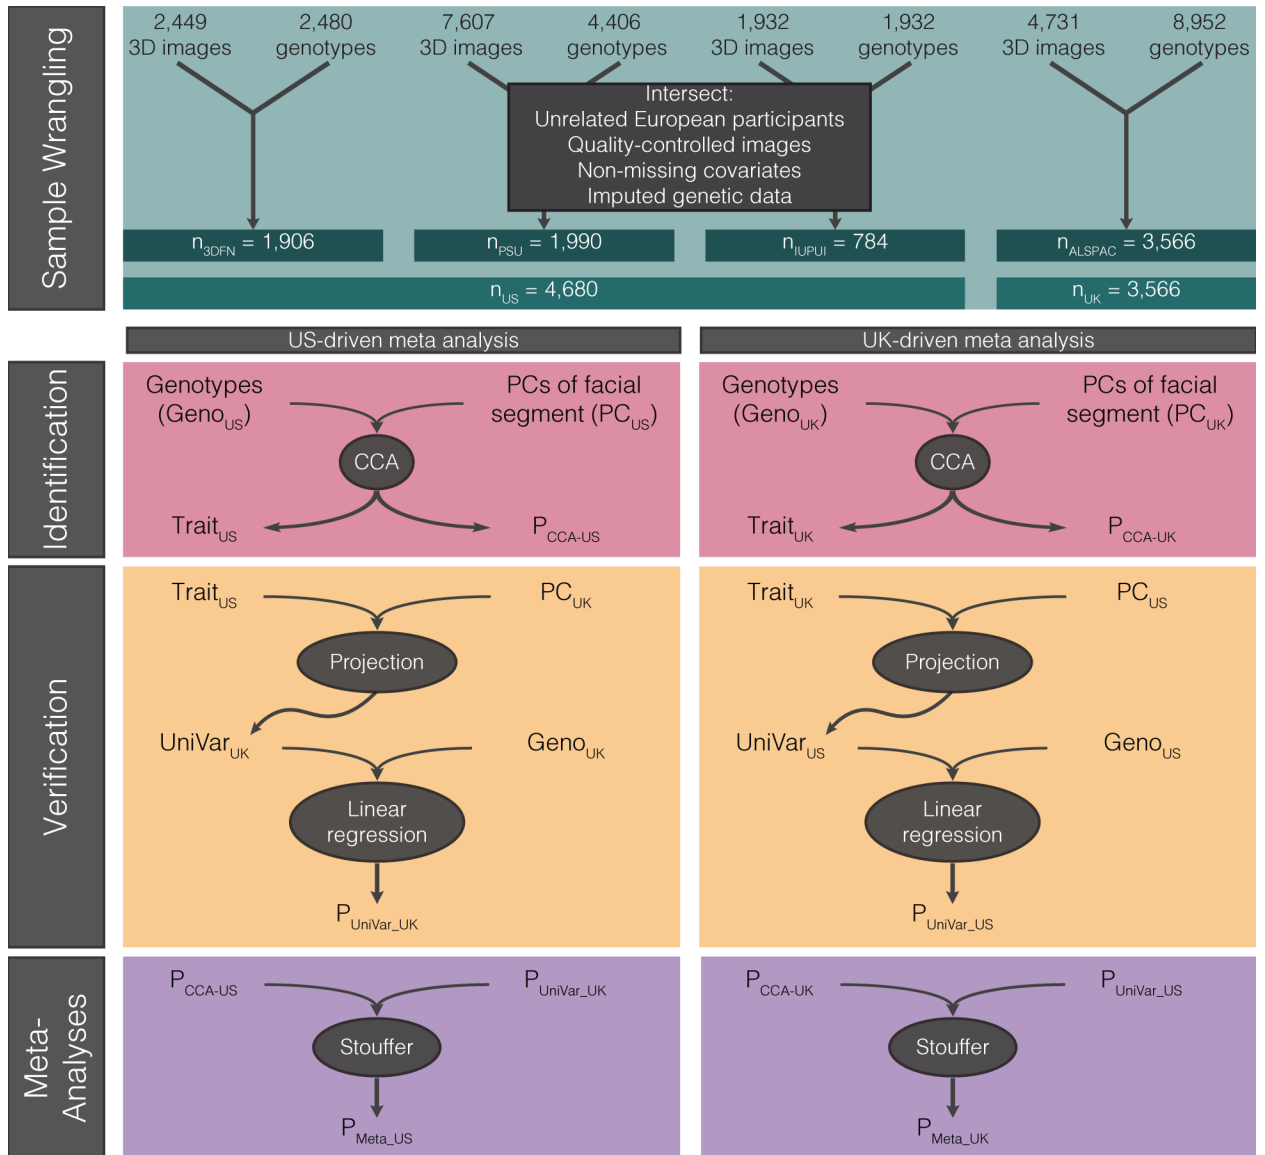 Sample Wrangling
2,449 3D images
2,480 genotypes
7,607 3D images
4,406 genotypes
1,932 3D images
1,932 genotypes
4,731 3D images
8,952 genotypes
Intersect:
Unrelated European participants
Quality-controlled images
Non-missing covariates
Imputed genetic data
n3DFN = 1,906
nPSU = 1,990
nIUPUI = 784
nALSPAC = 3,566
nUS = 4,680
nUK = 3,566
US-driven meta analysis
UK-driven meta analysis
Identification
Genotypes
(GenoUS)
PCs of facial
segment (PCUS)
CCA
TraitUS
PCCA-US
Genotypes
(GenoUK)
PCs of facial
segment (PCUK)
CCA
TraitUK
PCCA-UK
Verification
TraitUS
PCUK
Projection
UniVarUK
GenoUK
Linear
regression
PUniVar_UK
TraitUK
PCUS
Projection
UniVarUS
GenoUS
Linear
regression
PUniVar_US
Meta-
Analyses
PCCA-US
PUniVar_UK
Stouffer
PMeta_US
PCCA-UK
PUniVar_US
Stouffer
PMeta_UK